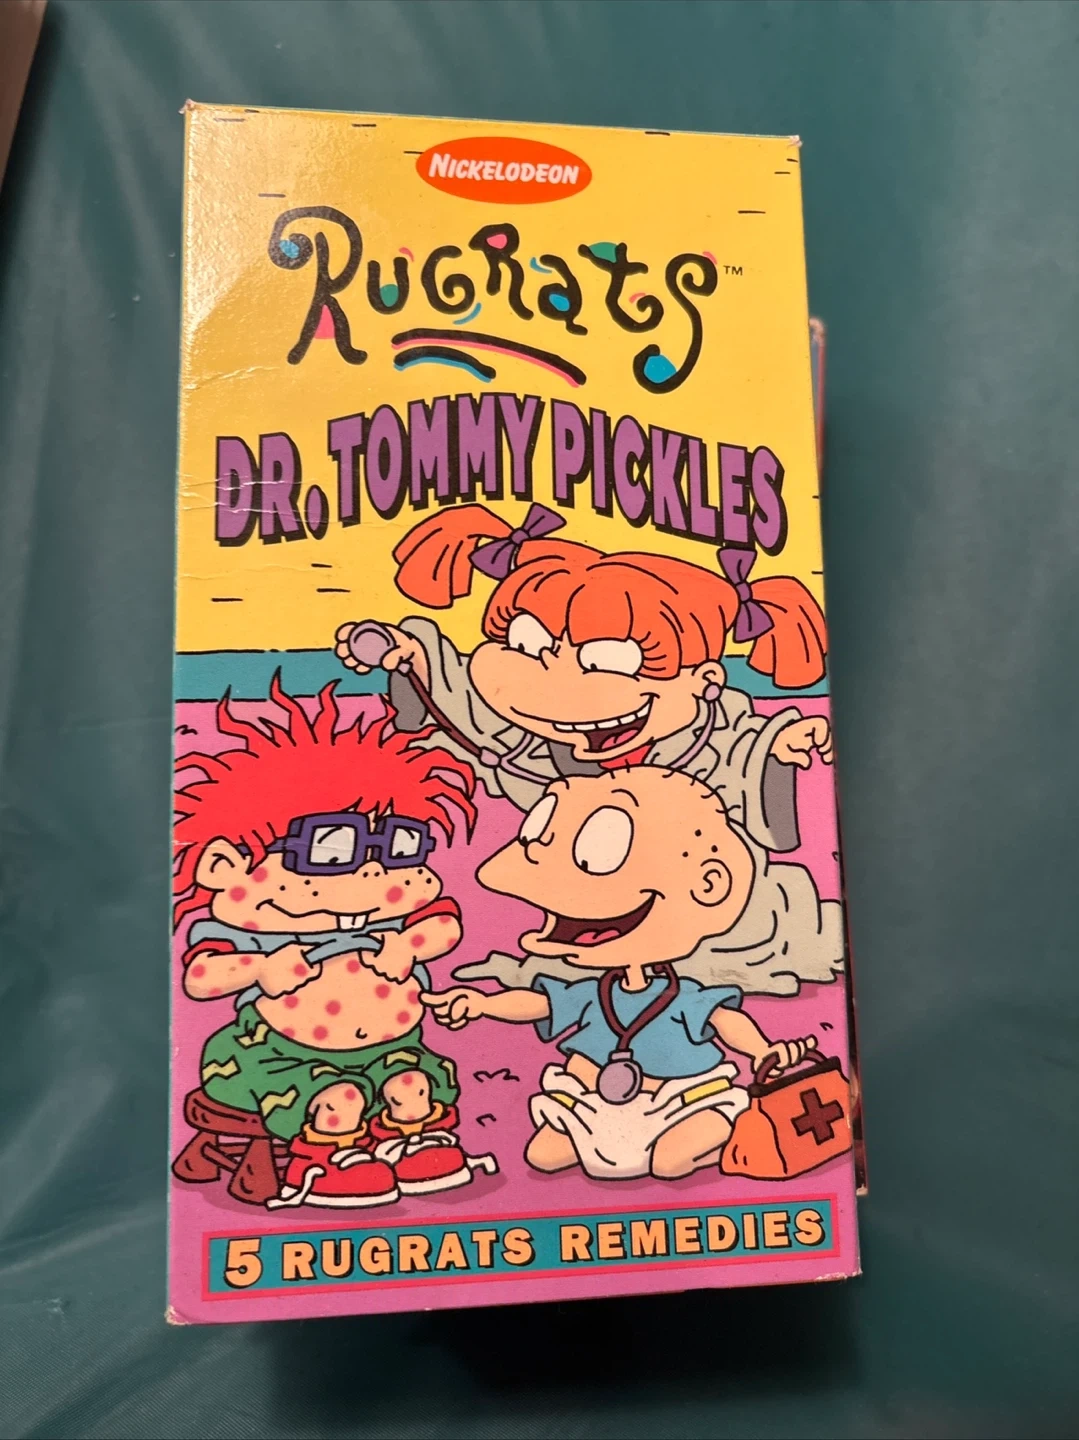 NICKELODEON
RUGRATS™
DR. TOMMY PICKLES
5 RUGRATS REMEDIES